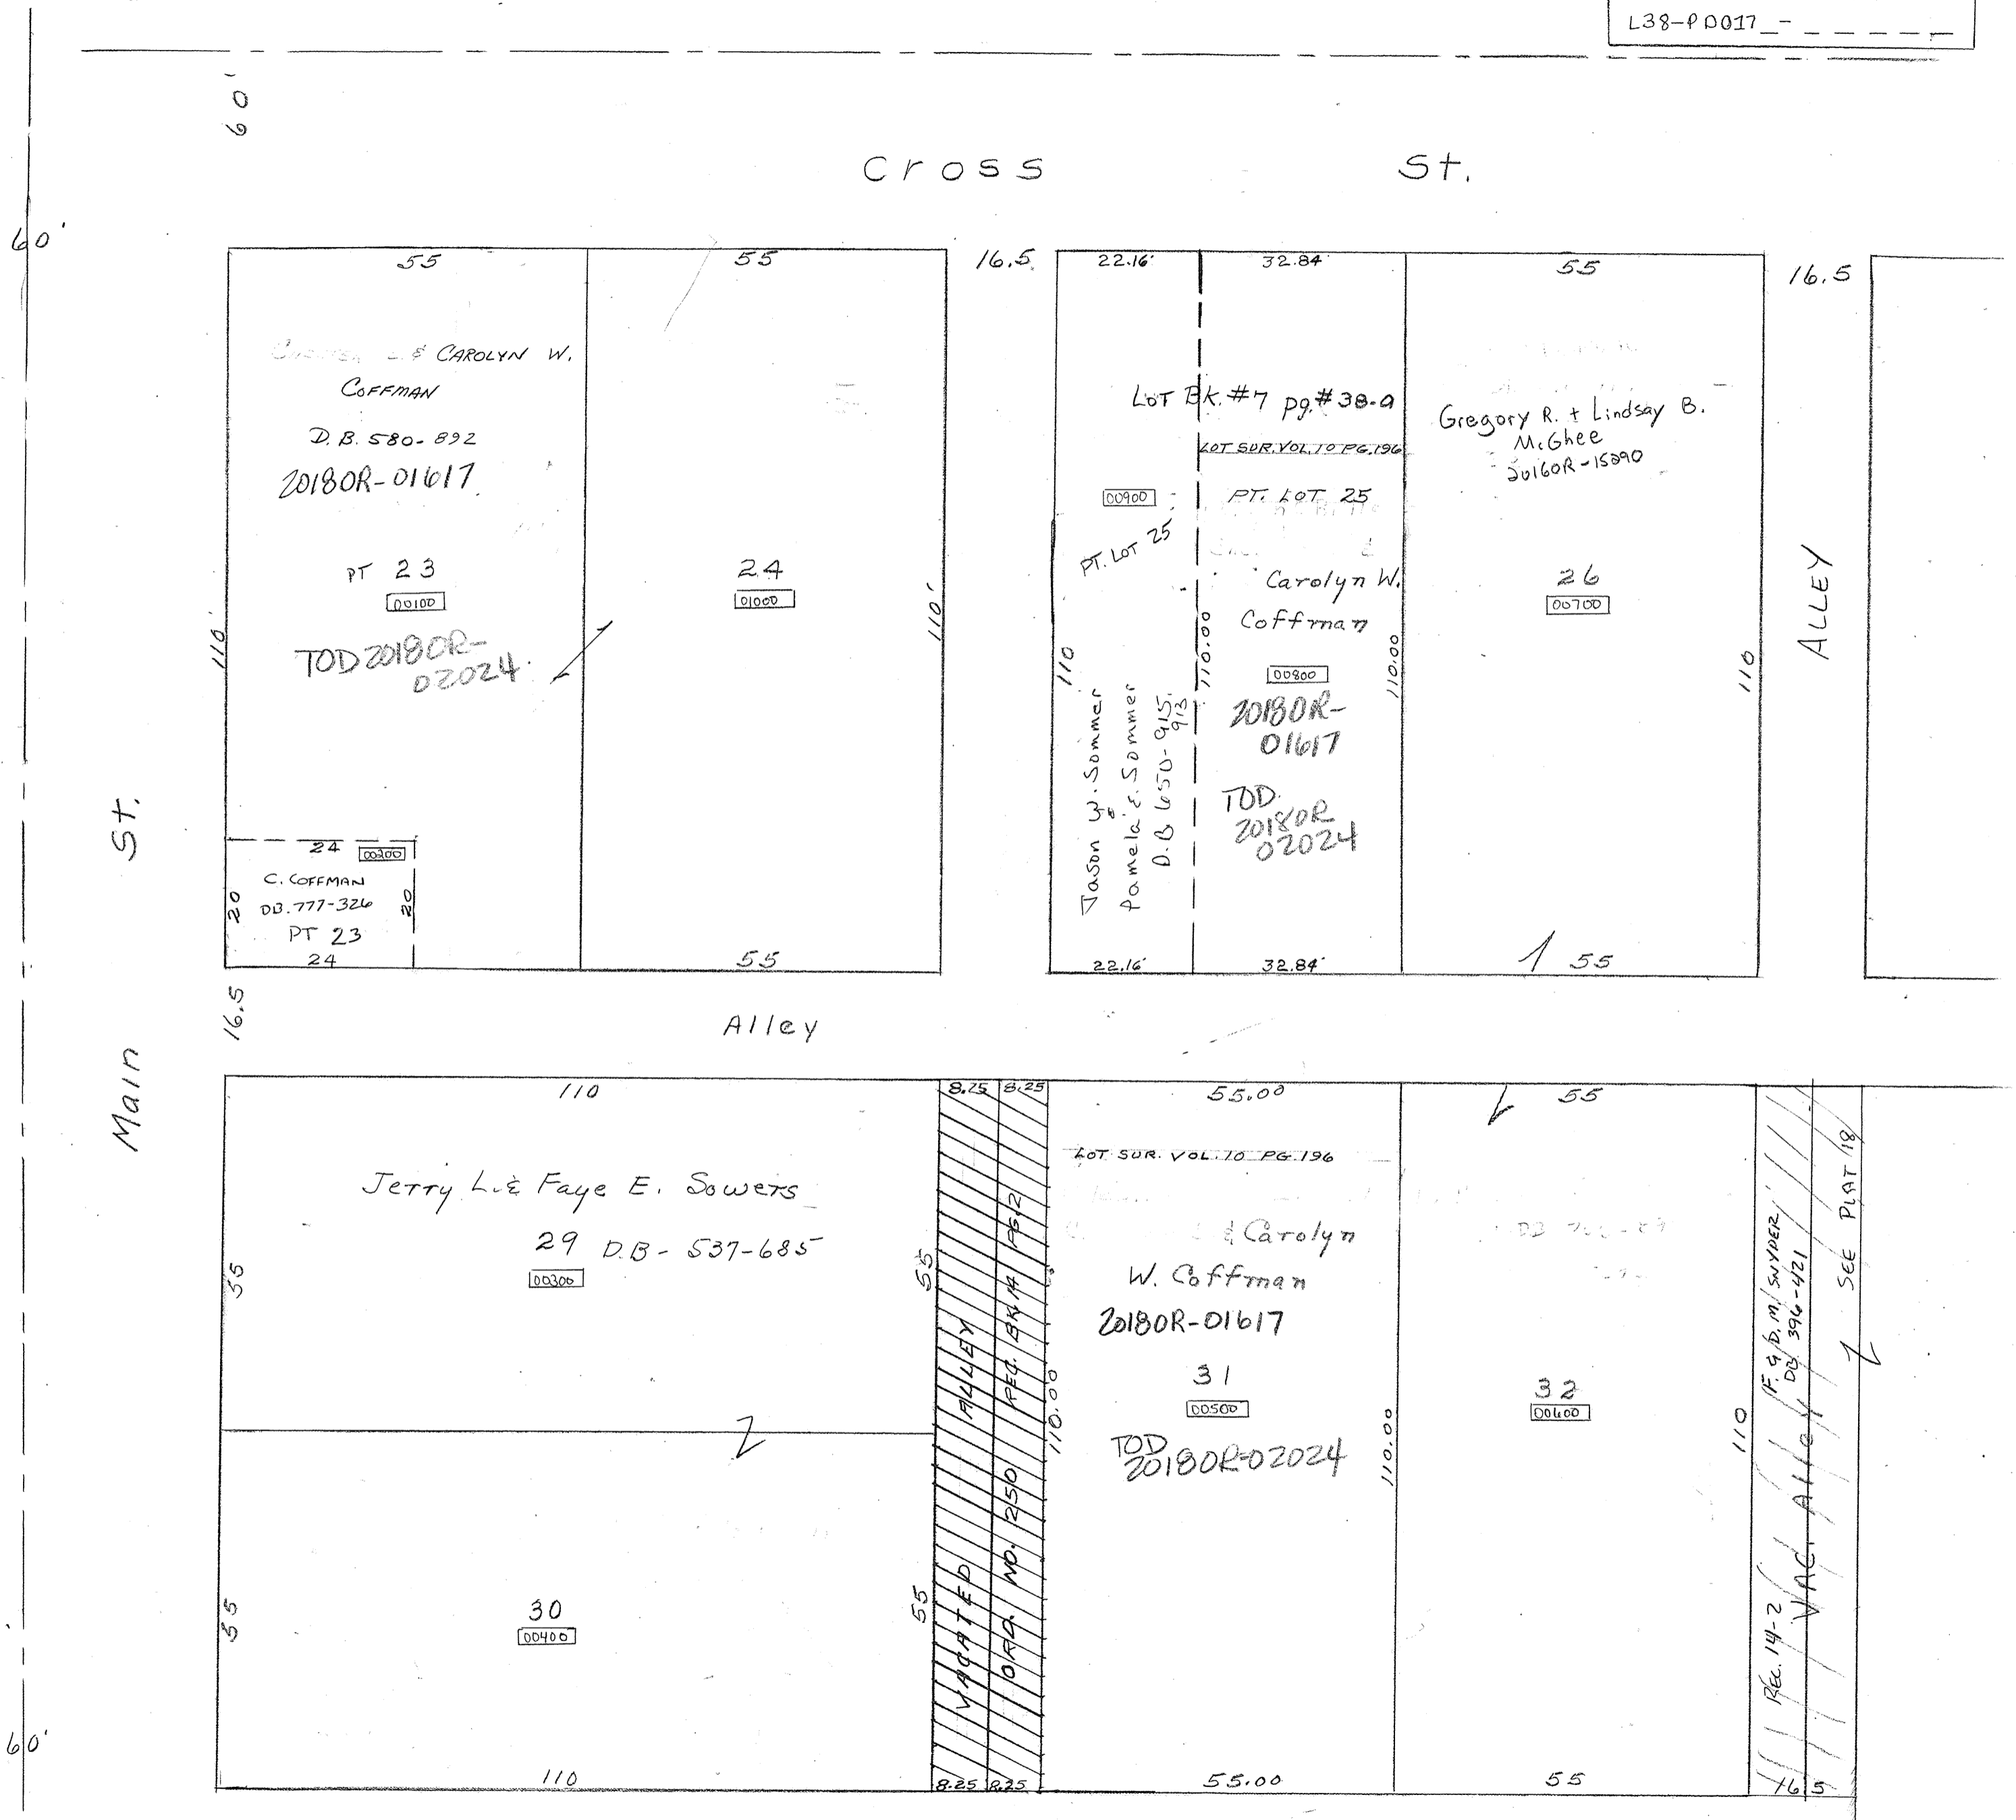 L38-PD017_-_ _ _ _ _
60'
Cross St.
60'
55
55
16.5
22.16'
32.84'
55
16.5
& CAROLYN W.
COFFMAN
D.B. 580-892
2018OR-01617
PT 23
00100
TOD 2018OR-
02024
110'
24
01000
110'
24
00200
C. COFFMAN
DB. 777-326
PT 23
20
20
24
55
LOT BK. #7 pg. #38-A
LOT SUR. VOL. 10 PG. 196
00900
PT. LOT 25
PT. LOT 25
Carolyn W.
Coffman
00800
2018OR-
01617
TOD.
2018OR
02024
110
110.00
110.00
Jason W. Sommer
&
Pamela E. Sommer
D.B. 650-915,
913
22.16'
32.84'
Gregory R. + Lindsay B.
McGhee
2016OR-15290
26
00700
110
55
ALLEY
Main St.
16.5
Alley
110
8.25
8.25
55.00
55
Jerry L. & Faye E. Sowers
29 D.B- 537-685
00300
55
55
30
00400
55
55
110
VACATED ALLEY
ORD. NO. 250 REC. BK. 14 PG. 2
8.25
8.25
LOT SUR. VOL. 10 PG. 196
& Carolyn
W. Coffman
2018OR-01617
31
00500
TOD
2018OR-02024
110.00
110.00
55.00
32
00600
110
55
F. & D. M. SNYDER
DB. 396-421
Rec. 14-2
VAC. Alley
SEE PLAT 18
16.5
60'